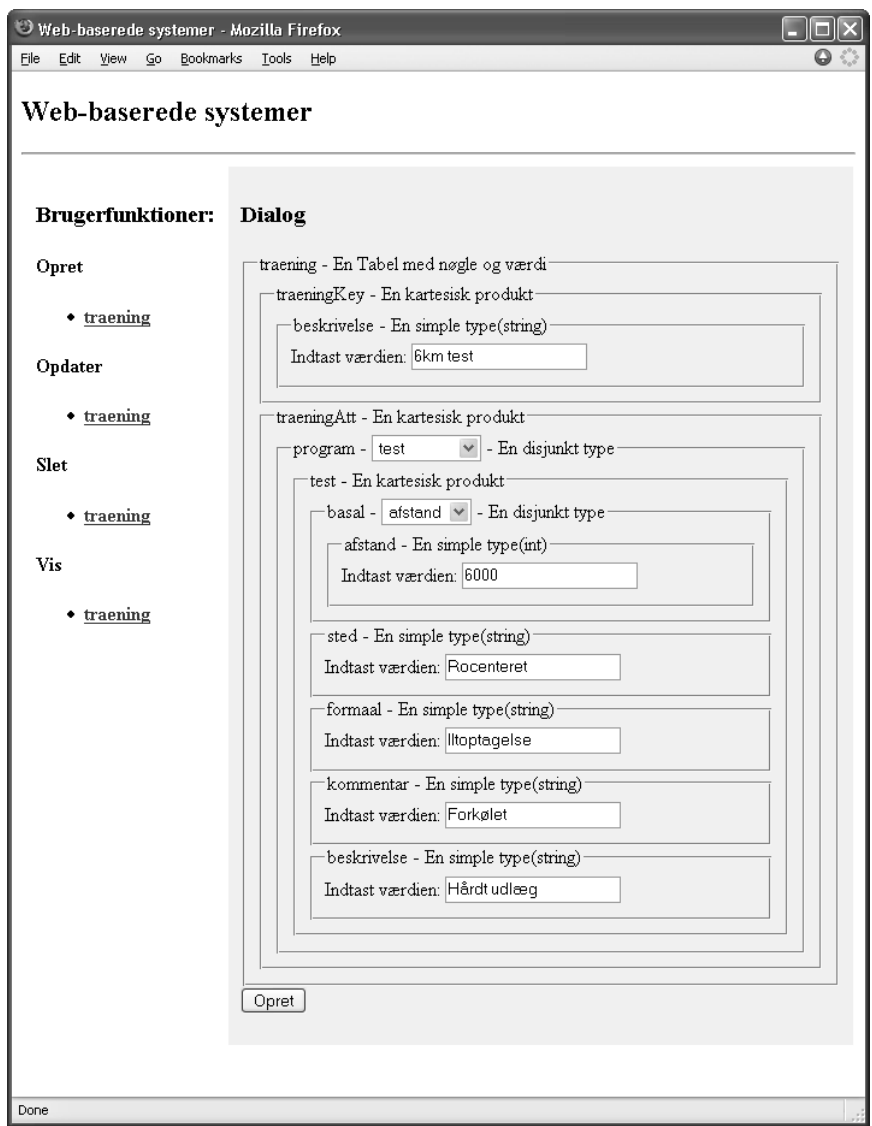 Web-baserede systemer - Mozilla Firefox
File Edit View Go Bookmarks Tools Help
Web-baserede systemer
Brugerfunktioner:
Opret
• traening
Opdater
• traening
Slet
• traening
Vis
• traening
Dialog
traening - En Tabel med nøgle og værdi
traeningKey - En kartesisk produkt
beskrivelse - En simple type(string)
Indtast værdien: 6km test
traeningAtt - En kartesisk produkt
program - test - En disjunkt type
test - En kartesisk produkt
basal - afstand - En disjunkt type
afstand - En simple type(int)
Indtast værdien: 6000
sted - En simple type(string)
Indtast værdien: Rocenteret
formaal - En simple type(string)
Indtast værdien: Iltoptagelse
kommentar - En simple type(string)
Indtast værdien: Forkølet
beskrivelse - En simple type(string)
Indtast værdien: Hårdt udlæg
Opret
Done